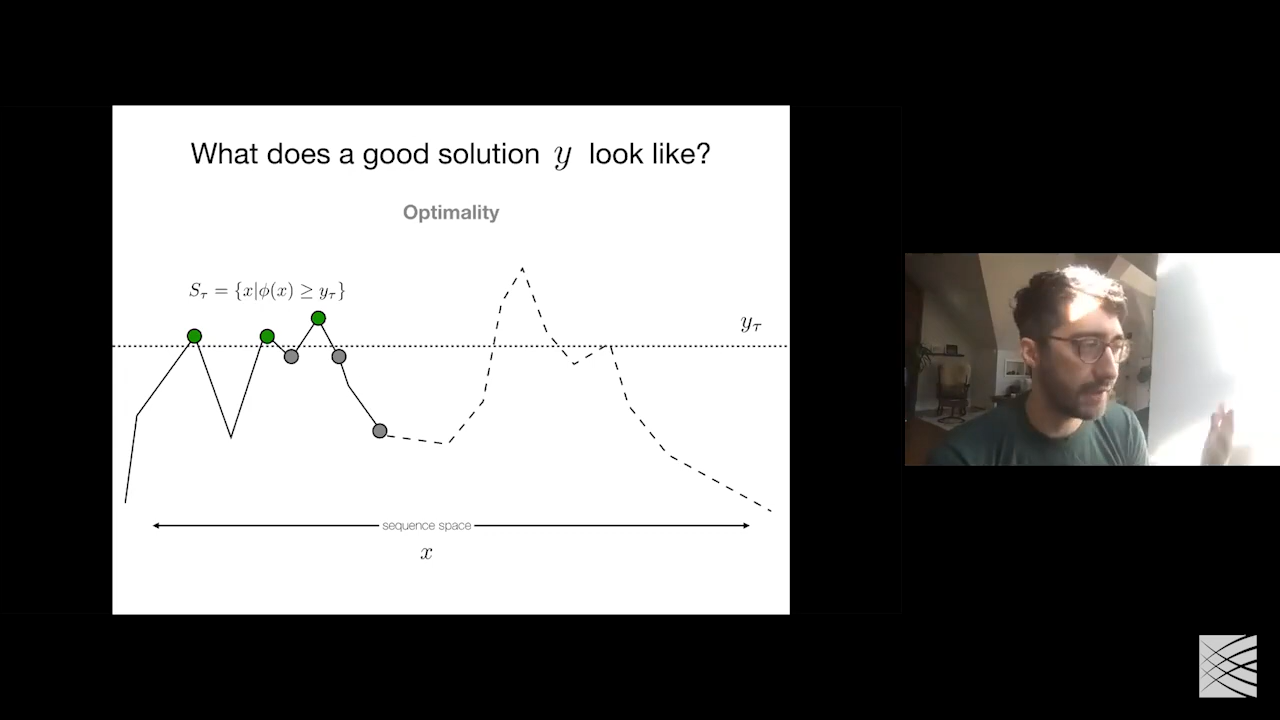 What does a good solution y look like?
Optimality
S_τ = {x|ϕ(x) ≥ y_τ}
y_τ
sequence space
x